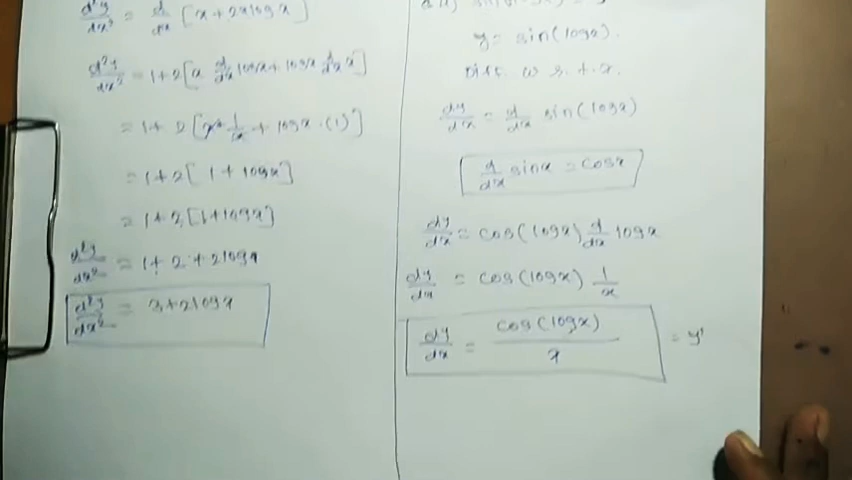 d²y/dx² = d/dx [x + 2x log x]
d²y/dx² = 1 + 2[x d/dx log x + log x d/dx x]
= 1 + 2[x · 1/x + log x · (1)]
= 1 + 2[1 + log x]
= 1 + 2[1 + log x]
d²y/dx² = 1 + 2 + 2 log x
d²y/dx² = 3 + 2 log x
y = sin(log x).
Diff. w.r.t. x.
dy/dx = d/dx sin(log x)
d/dx sin x = cos x
dy/dx = cos(log x) d/dx log x
dy/dx = cos(log x) 1/x
dy/dx = cos(log x)/x = y'